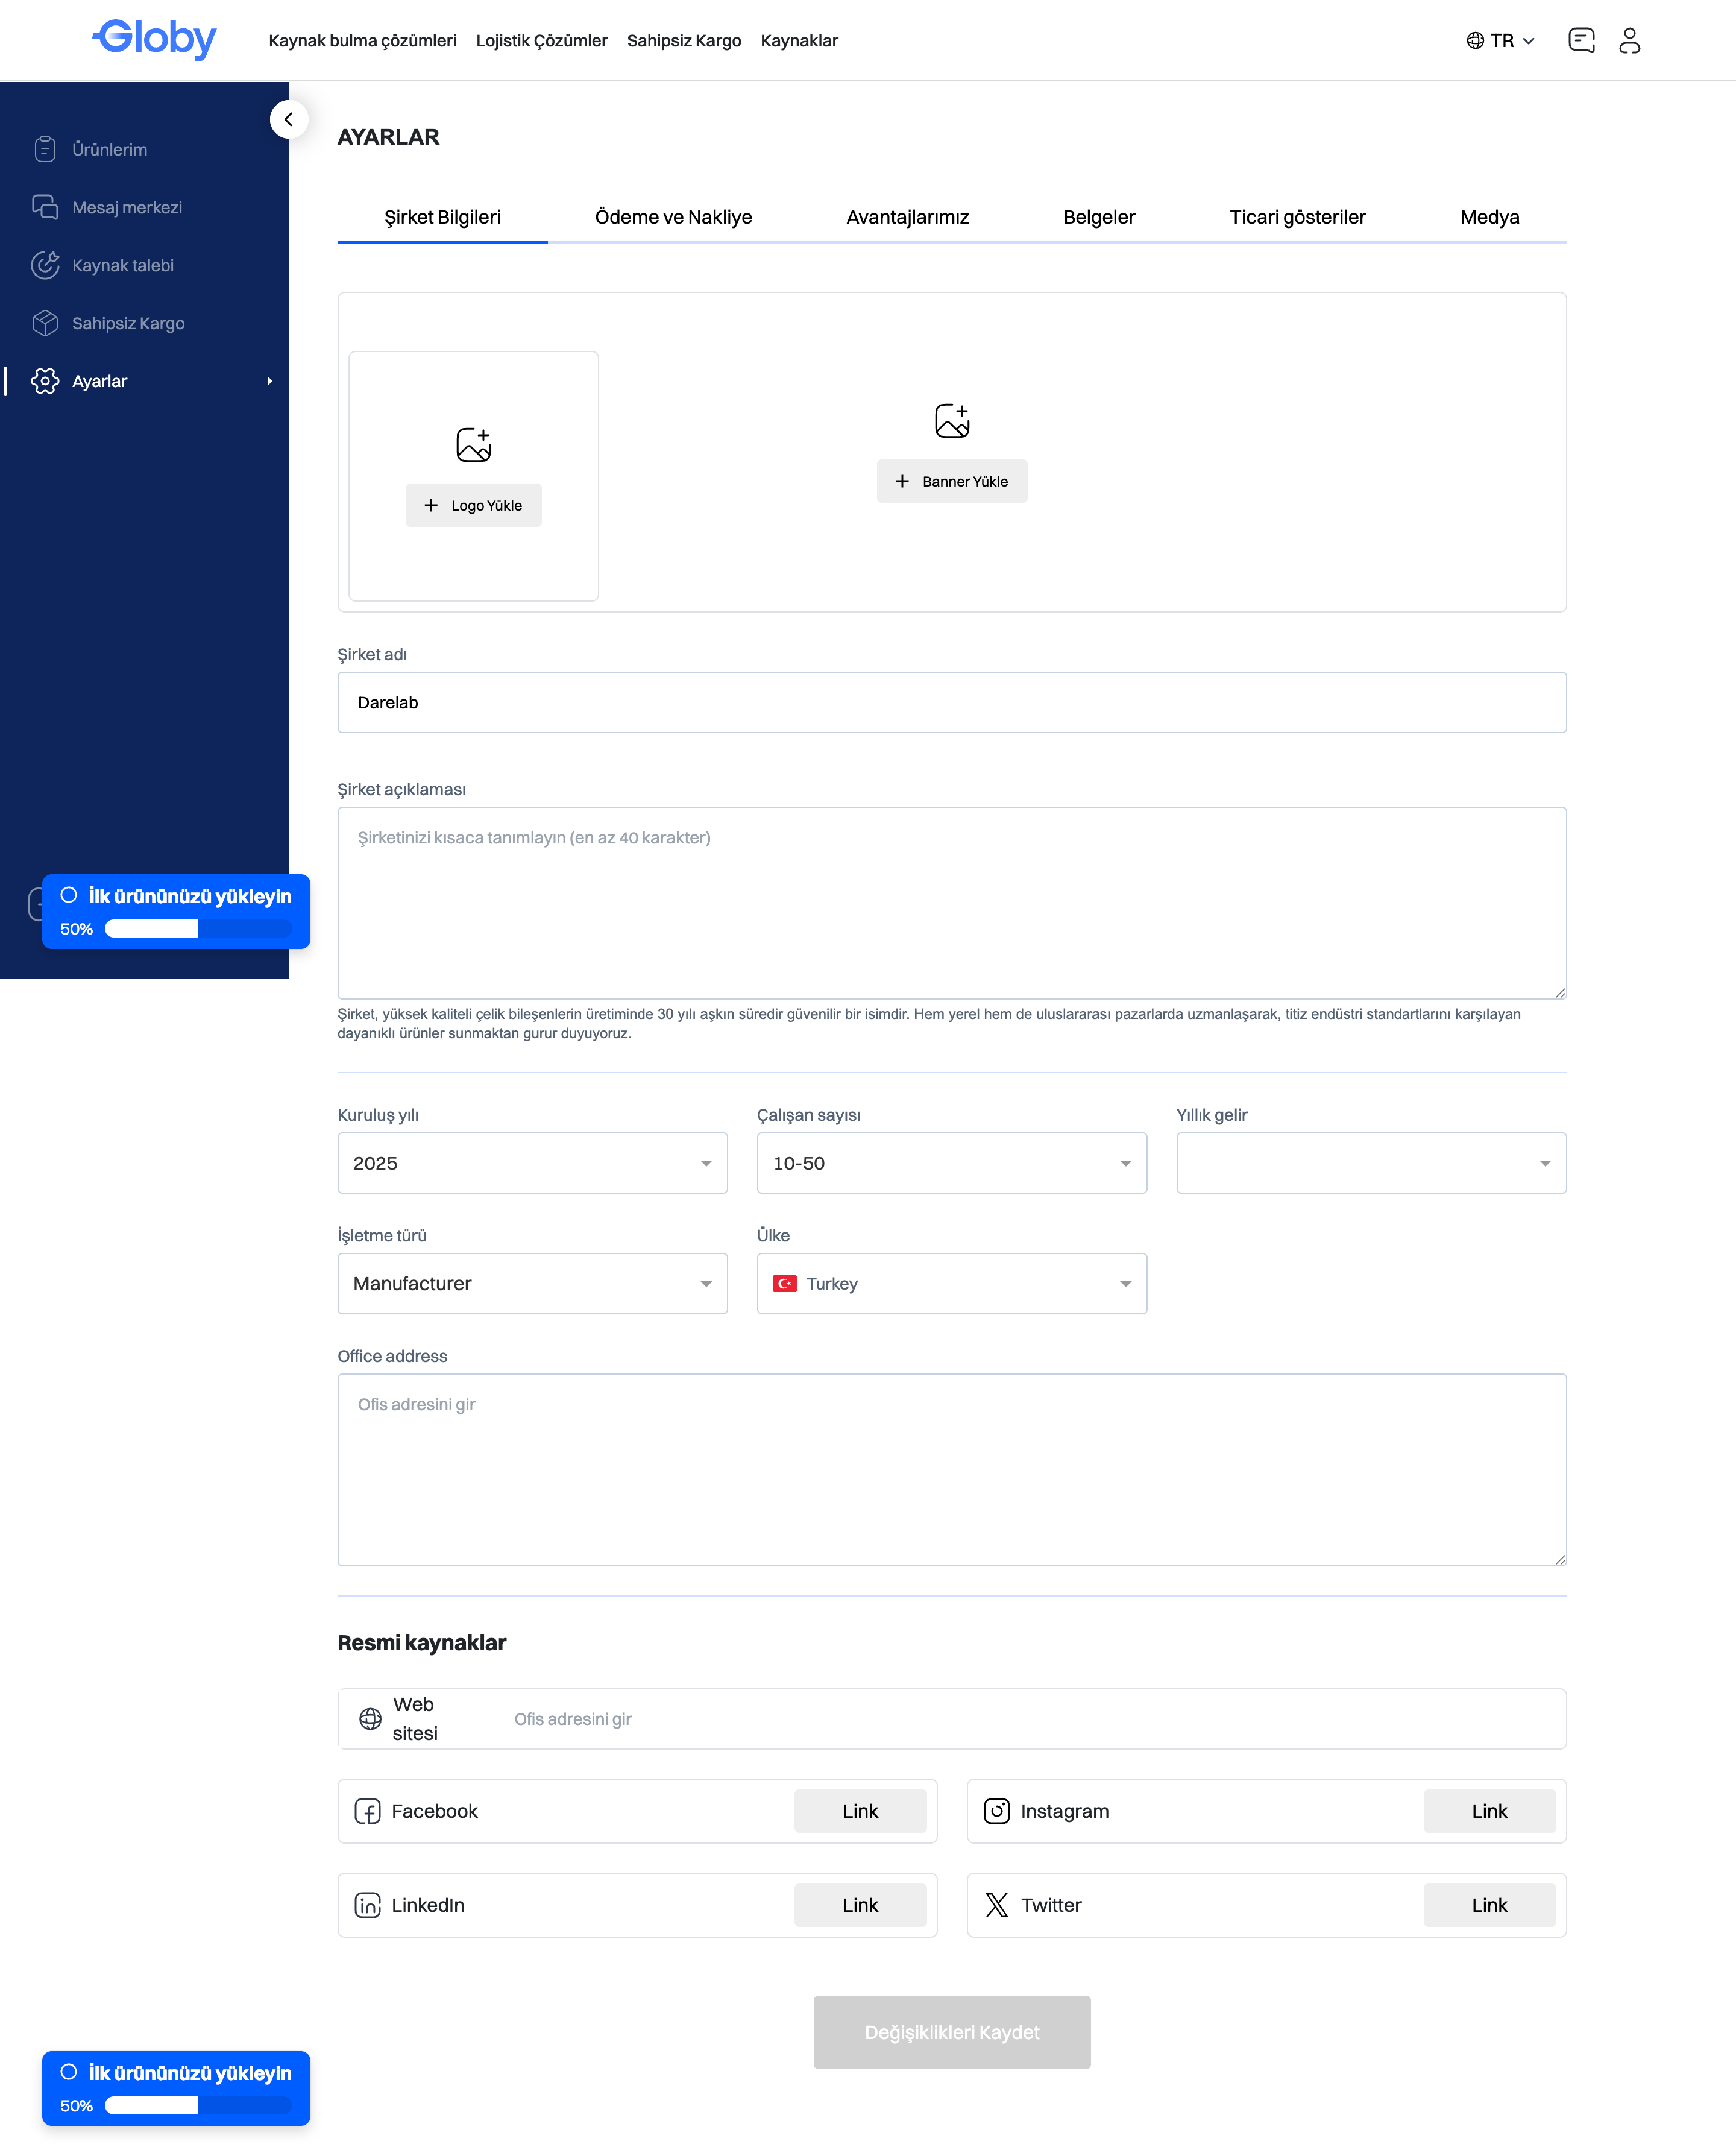 Globy
Kaynak bulma çözümleri
Lojistik Çözümler
Sahipsiz Kargo
Kaynaklar
TR
Ürünlerim
Mesaj merkezi
Kaynak talebi
Sahipsiz Kargo
Ayarlar
İlk ürününüzü yükleyin
50%
AYARLAR
Şirket Bilgileri
Ödeme ve Nakliye
Avantajlarımız
Belgeler
Ticari gösteriler
Medya
Logo Yükle
Banner Yükle
Şirket adı
Darelab
Şirket açıklaması
Şirketinizi kısaca tanımlayın (en az 40 karakter)
Şirket, yüksek kaliteli çelik bileşenlerin üretiminde 30 yılı aşkın süredir güvenilir bir isimdir. Hem yerel hem de uluslararası pazarlarda uzmanlaşarak, titiz endüstri standartlarını karşılayan
dayanıklı ürünler sunmaktan gurur duyuyoruz.
Kuruluş yılı
Çalışan sayısı
Yıllık gelir
2025
10-50
İşletme türü
Ülke
Manufacturer
Turkey
Office address
Ofis adresini gir
Resmi kaynaklar
Web
sitesi
Ofis adresini gir
Facebook
Link
Instagram
Link
LinkedIn
Link
Twitter
Link
Değişiklikleri Kaydet
İlk ürününüzü yükleyin
50%